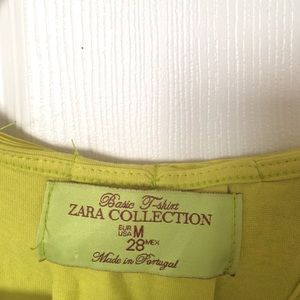 Basic T-shirt
ZARA COLLECTION
EUR
USA M
28 MEX
Made in Portugal